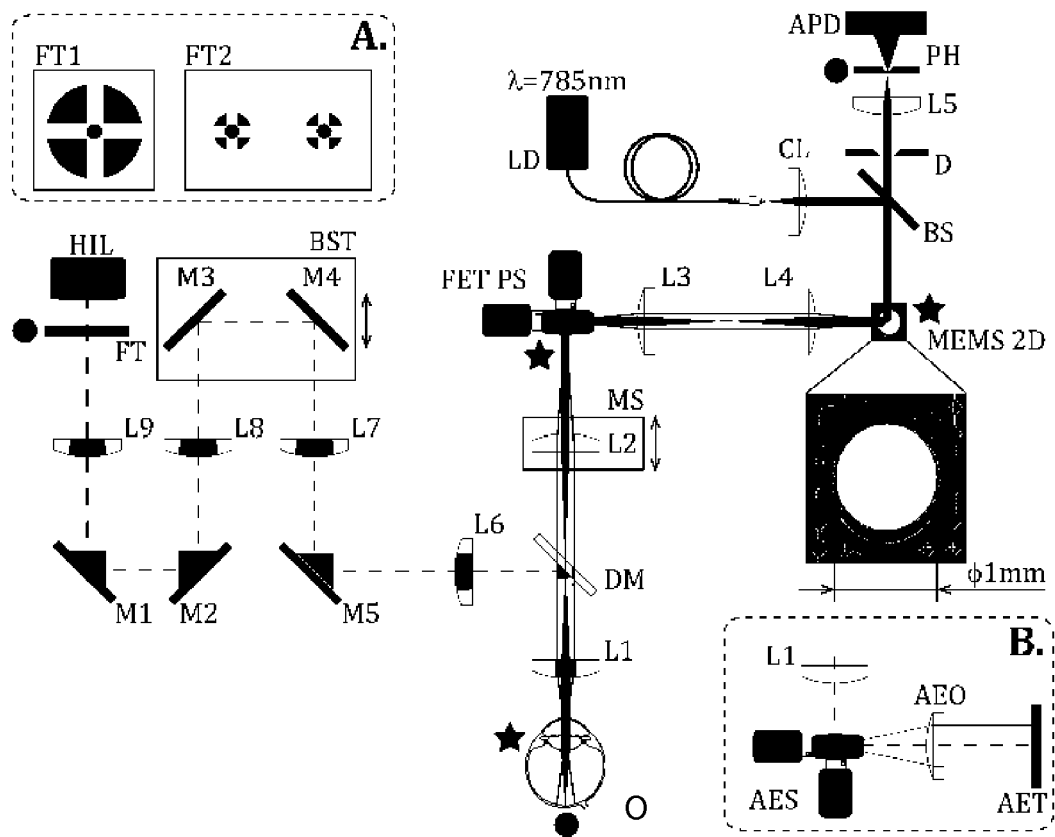 A.
FT1
FT2
APD
PH
λ=785nm
L5
LD
CL
D
BS
HIL
BST
M3
M4
FET PS
L3
L4
FT
MEMS 2D
MS
L9
L8
L7
L2
L6
DM
ϕ1mm
M1
M2
M5
L1
B.
L1
AEO
AES
AET
O